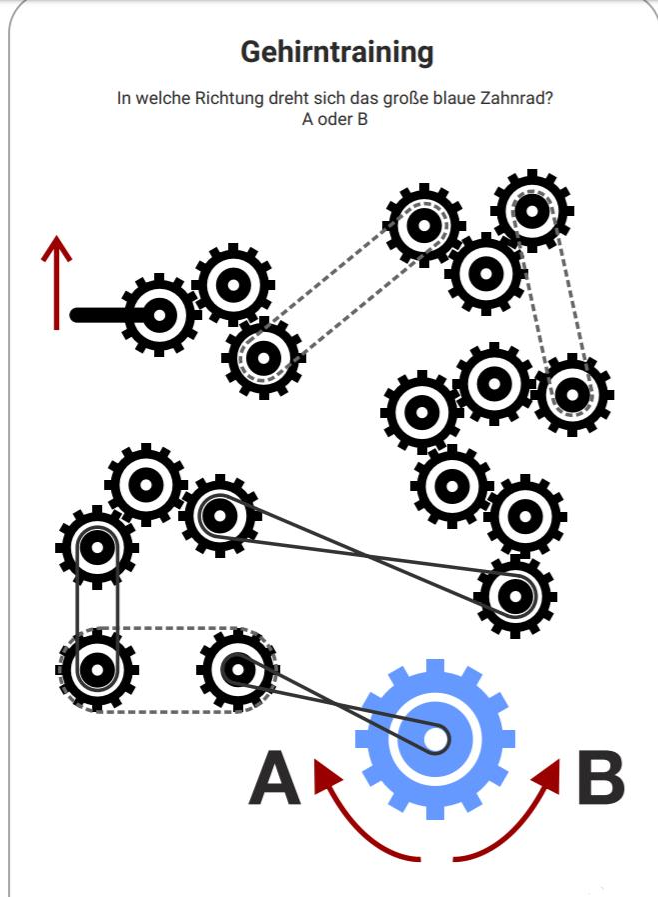 Gehirntraining
In welche Richtung dreht sich das große blaue Zahnrad?
A oder B
A
B